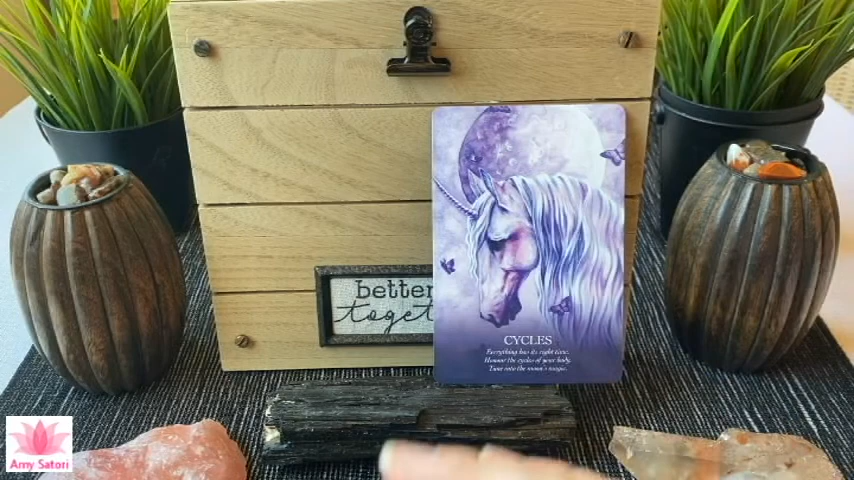 better
toget
CYCLES
Everything has its right time.
Honour the cycles of your body.
Tune into the moon's magic.
Amy Satori